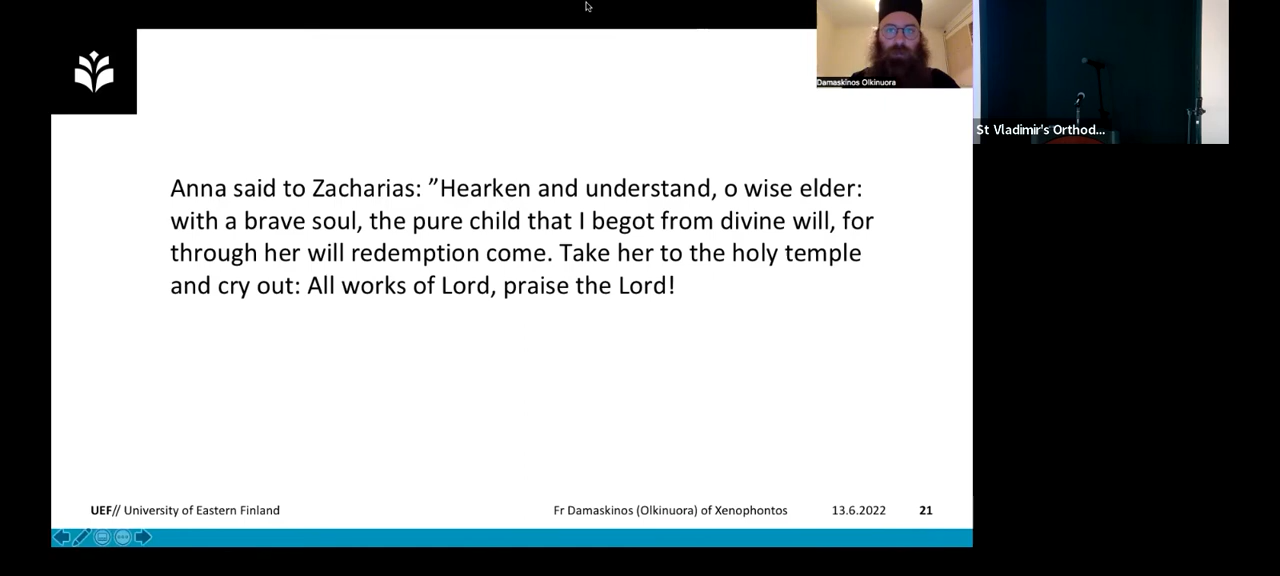 Damaskinos Olkinuora
St Vladimir's Orthod...
Anna said to Zacharias: ”Hearken and understand, o wise elder:
with a brave soul, the pure child that I begot from divine will, for
through her will redemption come. Take her to the holy temple
and cry out: All works of Lord, praise the Lord!
UEF// University of Eastern Finland
Fr Damaskinos (Olkinuora) of Xenophontos
13.6.2022
21